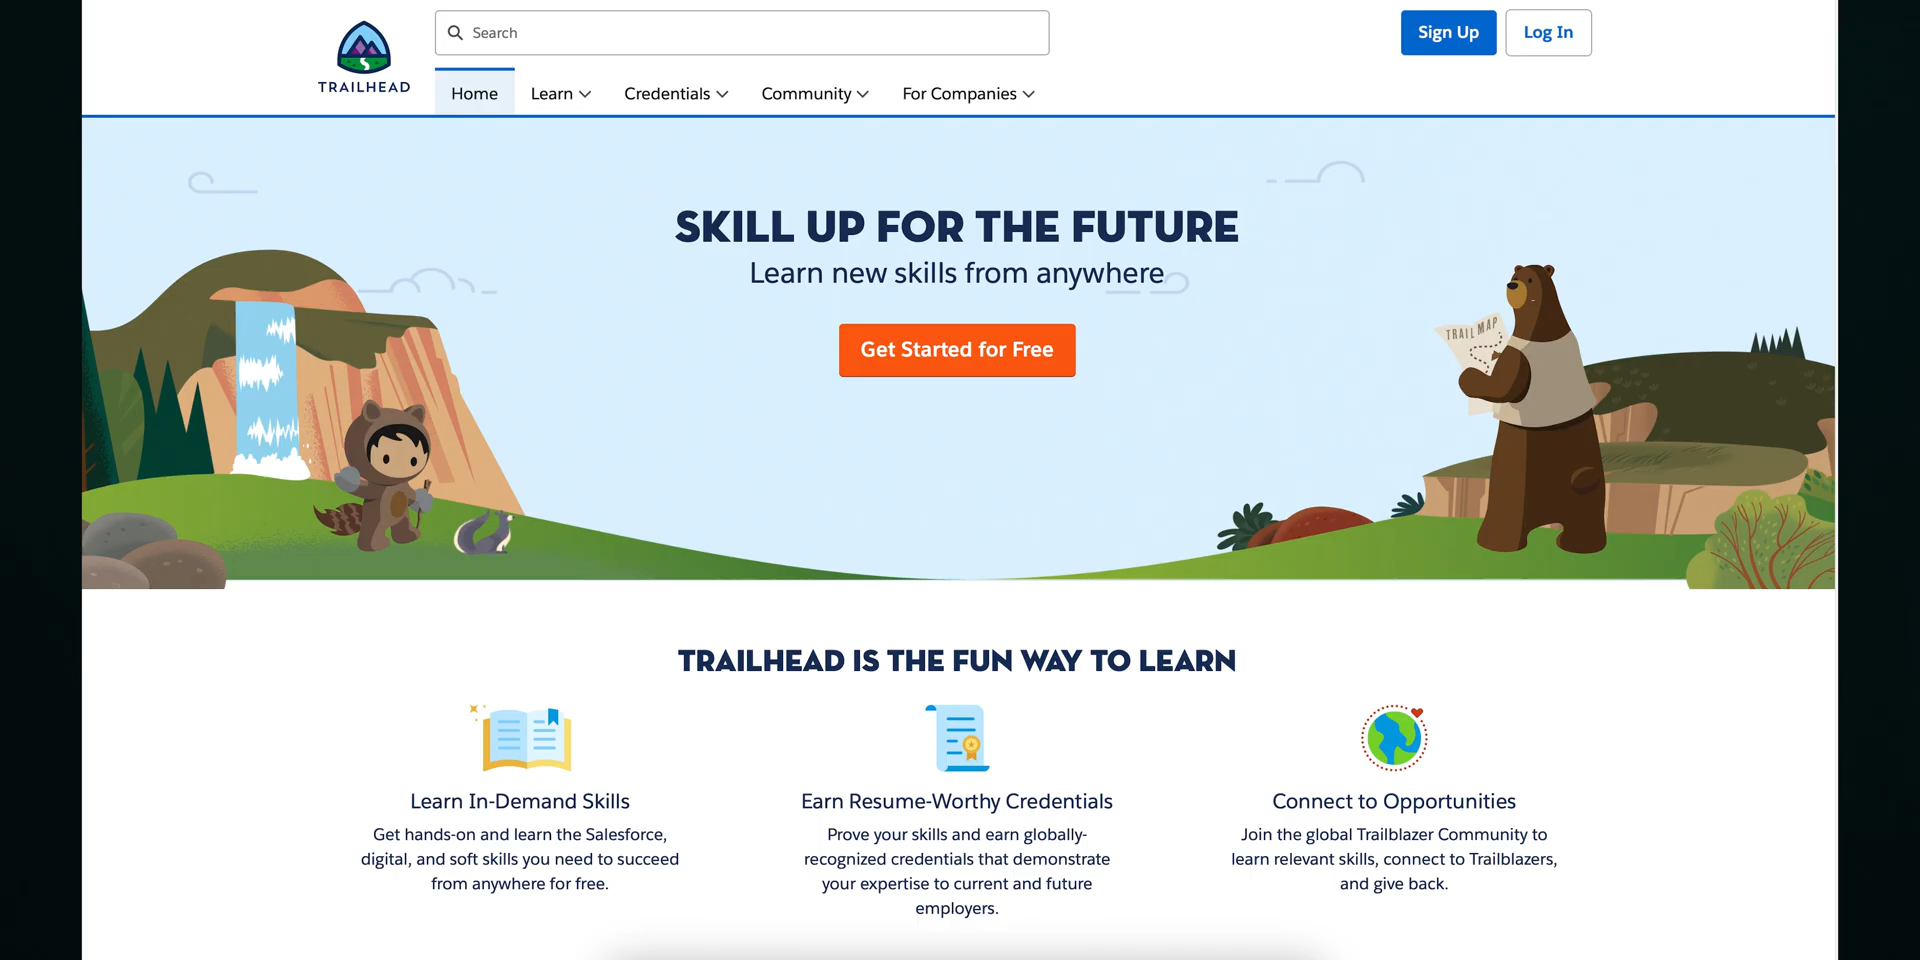 TRAILHEAD
Search
Sign Up
Log In
Home
Learn
Credentials
Community
For Companies
SKILL UP FOR THE FUTURE
Learn new skills from anywhere
Get Started for Free
TRAIL MAP
TRAILHEAD IS THE FUN WAY TO LEARN
Learn In-Demand Skills
Get hands-on and learn the Salesforce,
digital, and soft skills you need to succeed
from anywhere for free.
Earn Resume-Worthy Credentials
Prove your skills and earn globally-
recognized credentials that demonstrate
your expertise to current and future
employers.
Connect to Opportunities
Join the global Trailblazer Community to
learn relevant skills, connect to Trailblazers,
and give back.